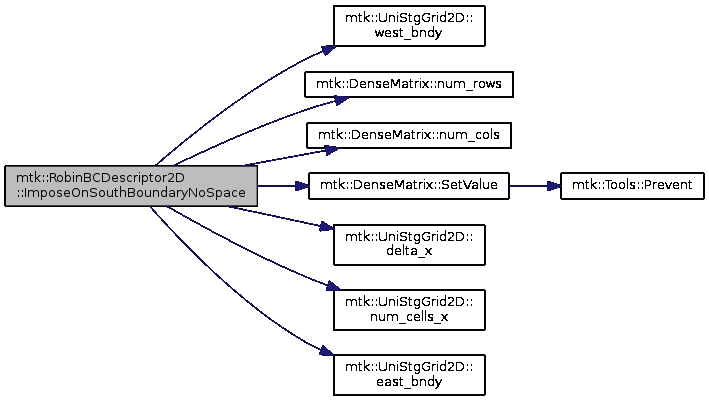 mtk::RobinBCDescriptor2D
::ImposeOnSouthBoundaryNoSpace
mtk::UniStgGrid2D::
west_bndy
mtk::DenseMatrix::num_rows
mtk::DenseMatrix::num_cols
mtk::DenseMatrix::SetValue
mtk::Tools::Prevent
mtk::UniStgGrid2D::
delta_x
mtk::UniStgGrid2D::
num_cells_x
mtk::UniStgGrid2D::
east_bndy